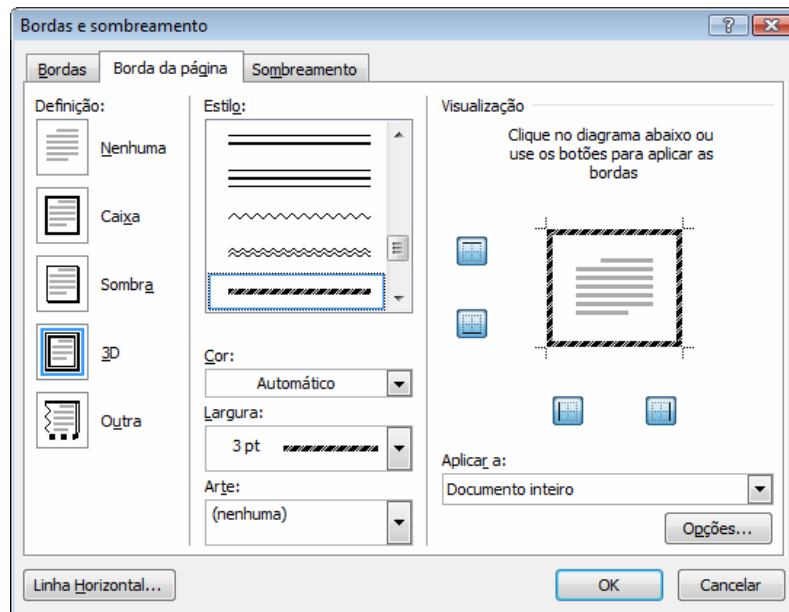 Bordas e sombreamento
Bordas
Borda da página
Sombreamento
Definição:
Nenhuma
Caixa
Sombra
3D
Outra
Estilo:
Cor:
Automático
Largura:
3 pt
Arte:
(nenhuma)
Visualização
Clique no diagrama abaixo ou
use os botões para aplicar as
bordas
Aplicar a:
Documento inteiro
Opções...
Linha Horizontal...
OK
Cancelar